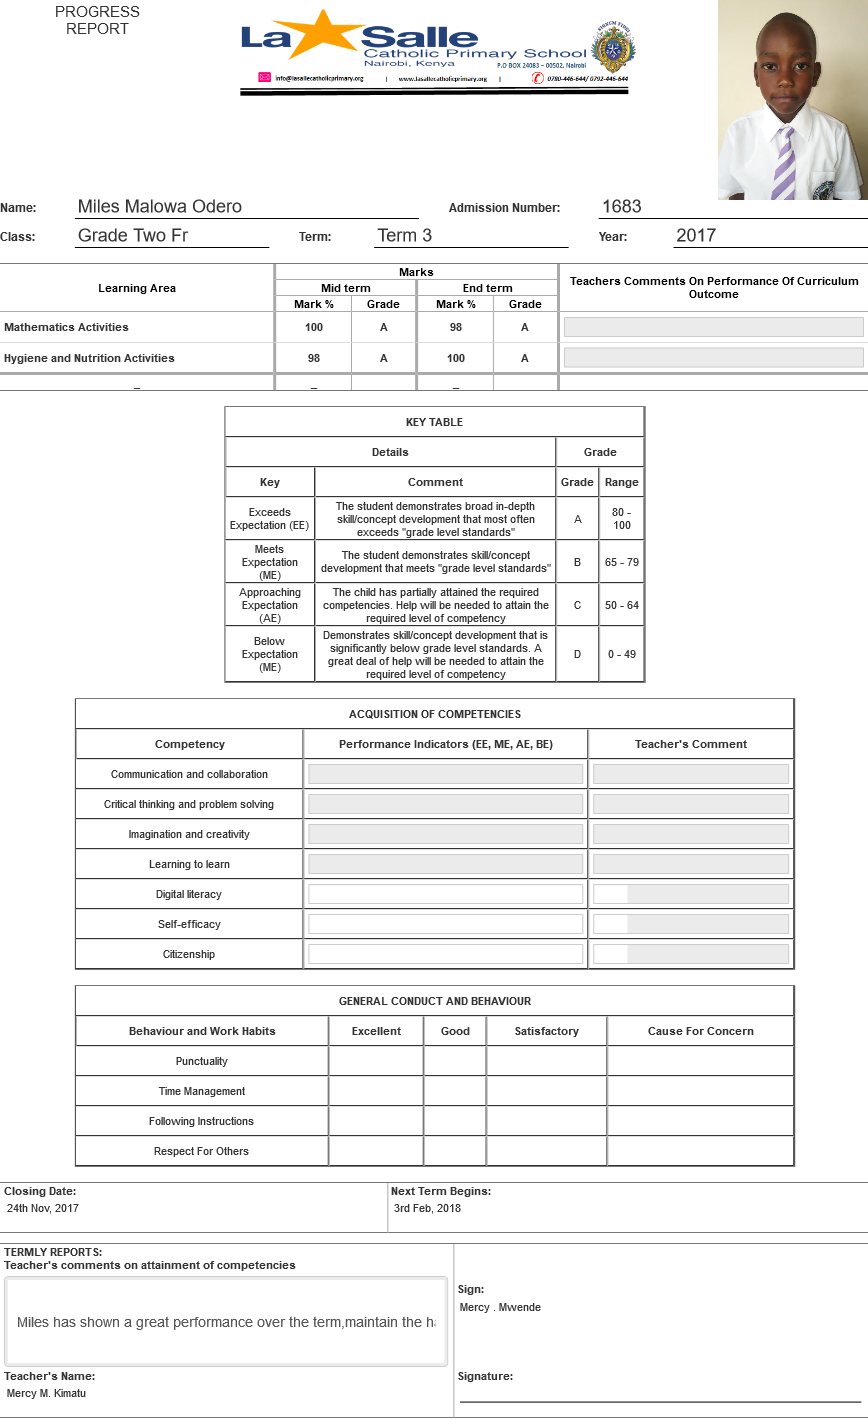 PROGRESS
REPORT
La Salle
Catholic Primary School
Nairobi, Kenya
P.O BOX 24083 – 00502, Nairobi
info@lasallecatholicprimary.org | www.lasallecatholicprimary.org | 0780-446-644/ 0792-446-644
Name: Miles Malowa Odero Admission Number: 1683
Class: Grade Two Fr Term: Term 3 Year: 2017
Learning Area Marks Teachers Comments On Performance Of Curriculum Outcome
Mid term End term
Mark % Grade Mark % Grade
Mathematics Activities 100 A 98 A
Hygiene and Nutrition Activities 98 A 100 A
_ _ _
KEY TABLE
Details Grade
Key Comment Grade Range
Exceeds
Expectation (EE)
The student demonstrates broad in-depth
skill/concept development that most often
exceeds "grade level standards"
A
80 -
100
Meets
Expectation
(ME)
The student demonstrates skill/concept
development that meets "grade level standards"
B
65 - 79
Approaching
Expectation
(AE)
The child has partially attained the required
competencies. Help will be needed to attain the
required level of competency
C
50 - 64
Below
Expectation
(ME)
Demonstrates skill/concept development that is
significantly below grade level standards. A
great deal of help will be needed to attain the
required level of competency
D
0 - 49
ACQUISITION OF COMPETENCIES
Competency Performance Indicators (EE, ME, AE, BE) Teacher's Comment
Communication and collaboration
Critical thinking and problem solving
Imagination and creativity
Learning to learn
Digital literacy
Self-efficacy
Citizenship
GENERAL CONDUCT AND BEHAVIOUR
Behaviour and Work Habits Excellent Good Satisfactory Cause For Concern
Punctuality
Time Management
Following Instructions
Respect For Others
Closing Date: Next Term Begins:
24th Nov, 2017 3rd Feb, 2018
TERMLY REPORTS:
Teacher's comments on attainment of competencies
Miles has shown a great performance over the term,maintain the
Sign:
Mercy . Mwende
Teacher's Name:
Mercy M. Kimatu
Signature: